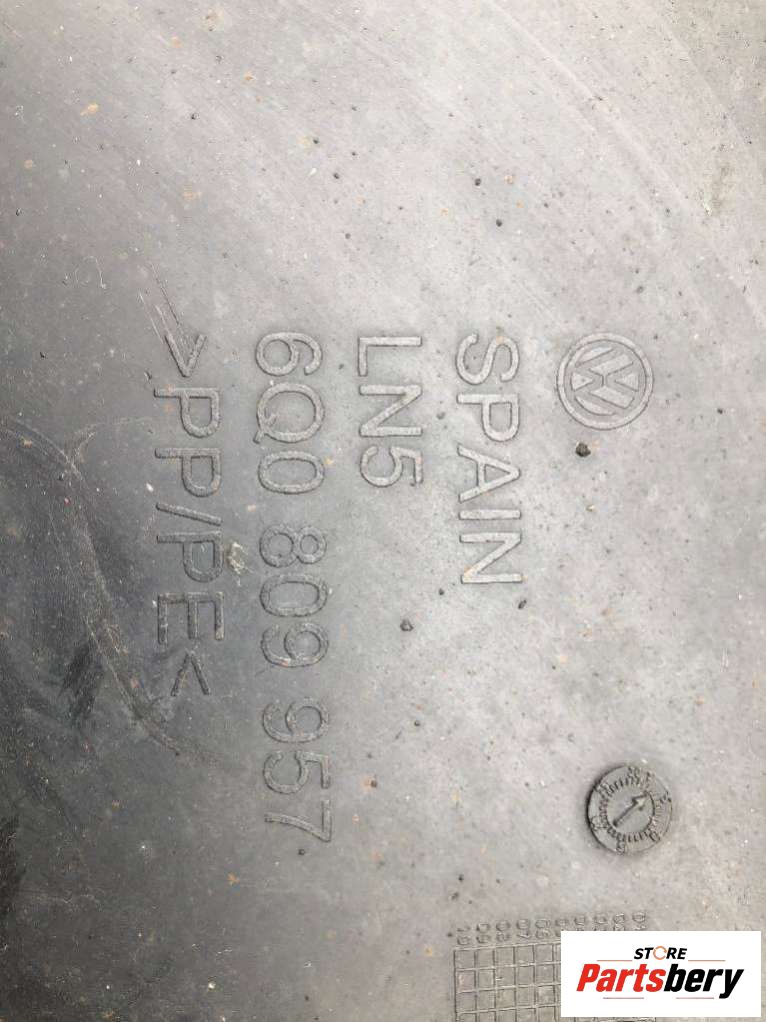 SPAIN
LN5
6Q0 809 957
>PP/PE<
STORE
Partsbery